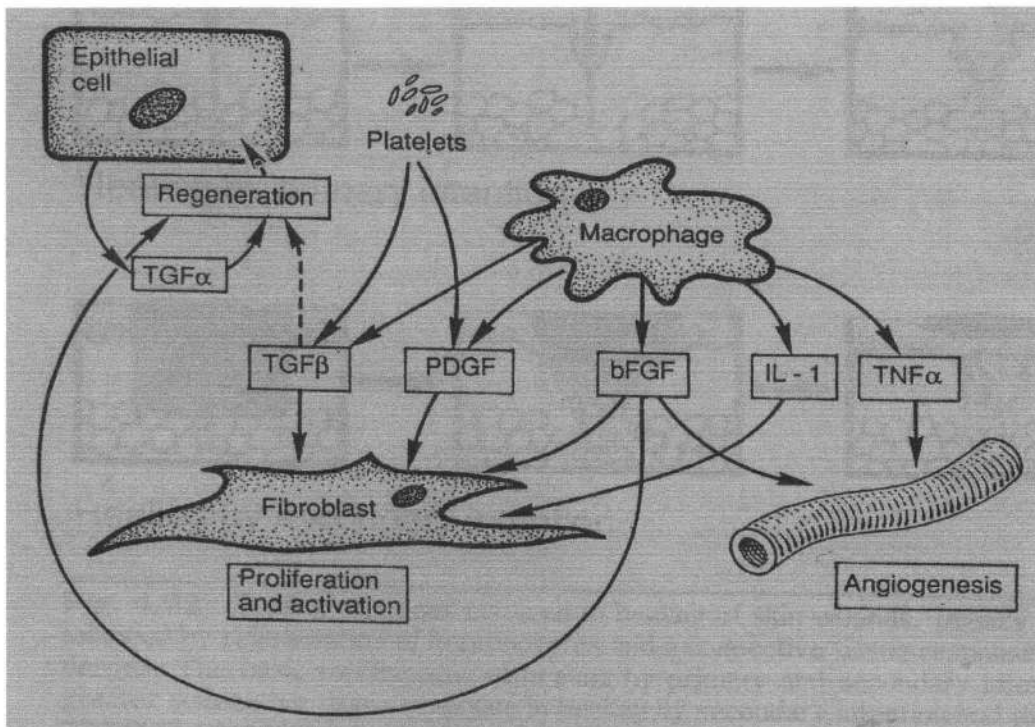 Epithelial
cell
Platelets
Regeneration
Macrophage
TGFα
TGFβ
PDGF
bFGF
IL - 1
TNFα
Fibroblast
Proliferation
and activation
Angiogenesis